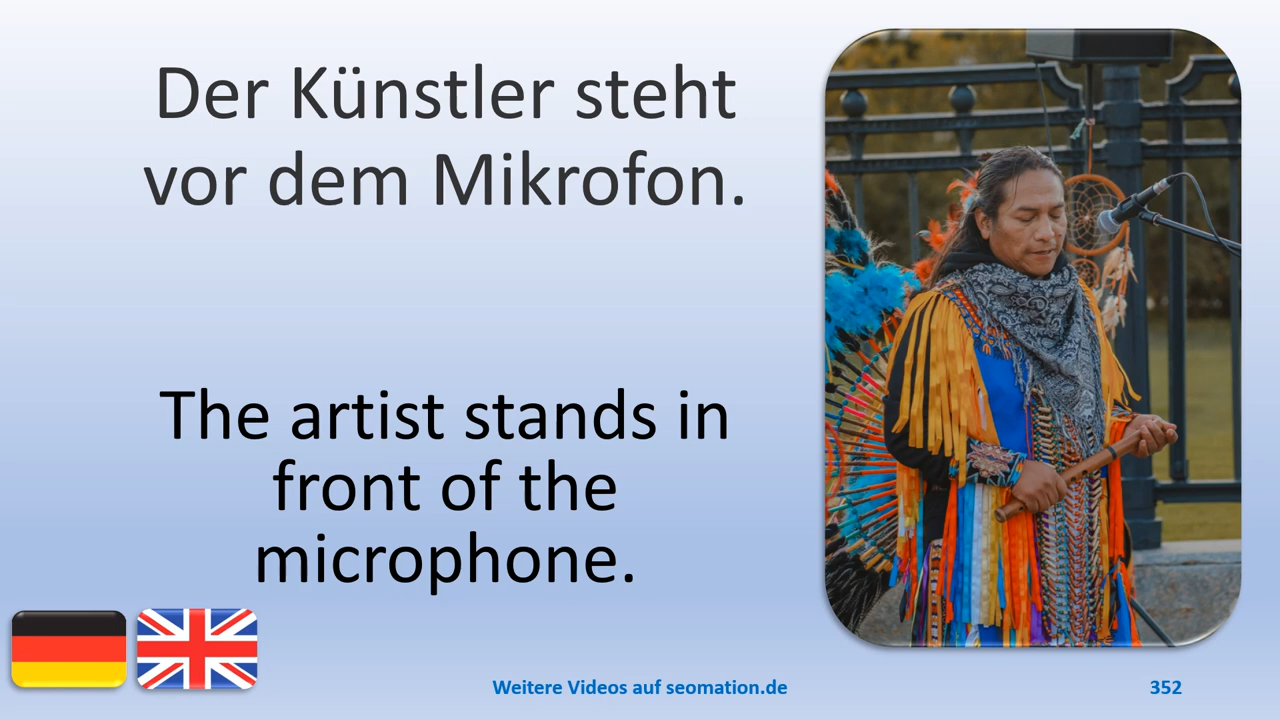 Der Künstler steht
vor dem Mikrofon.
The artist stands in
front of the
microphone.
Weitere Videos auf seomation.de
352